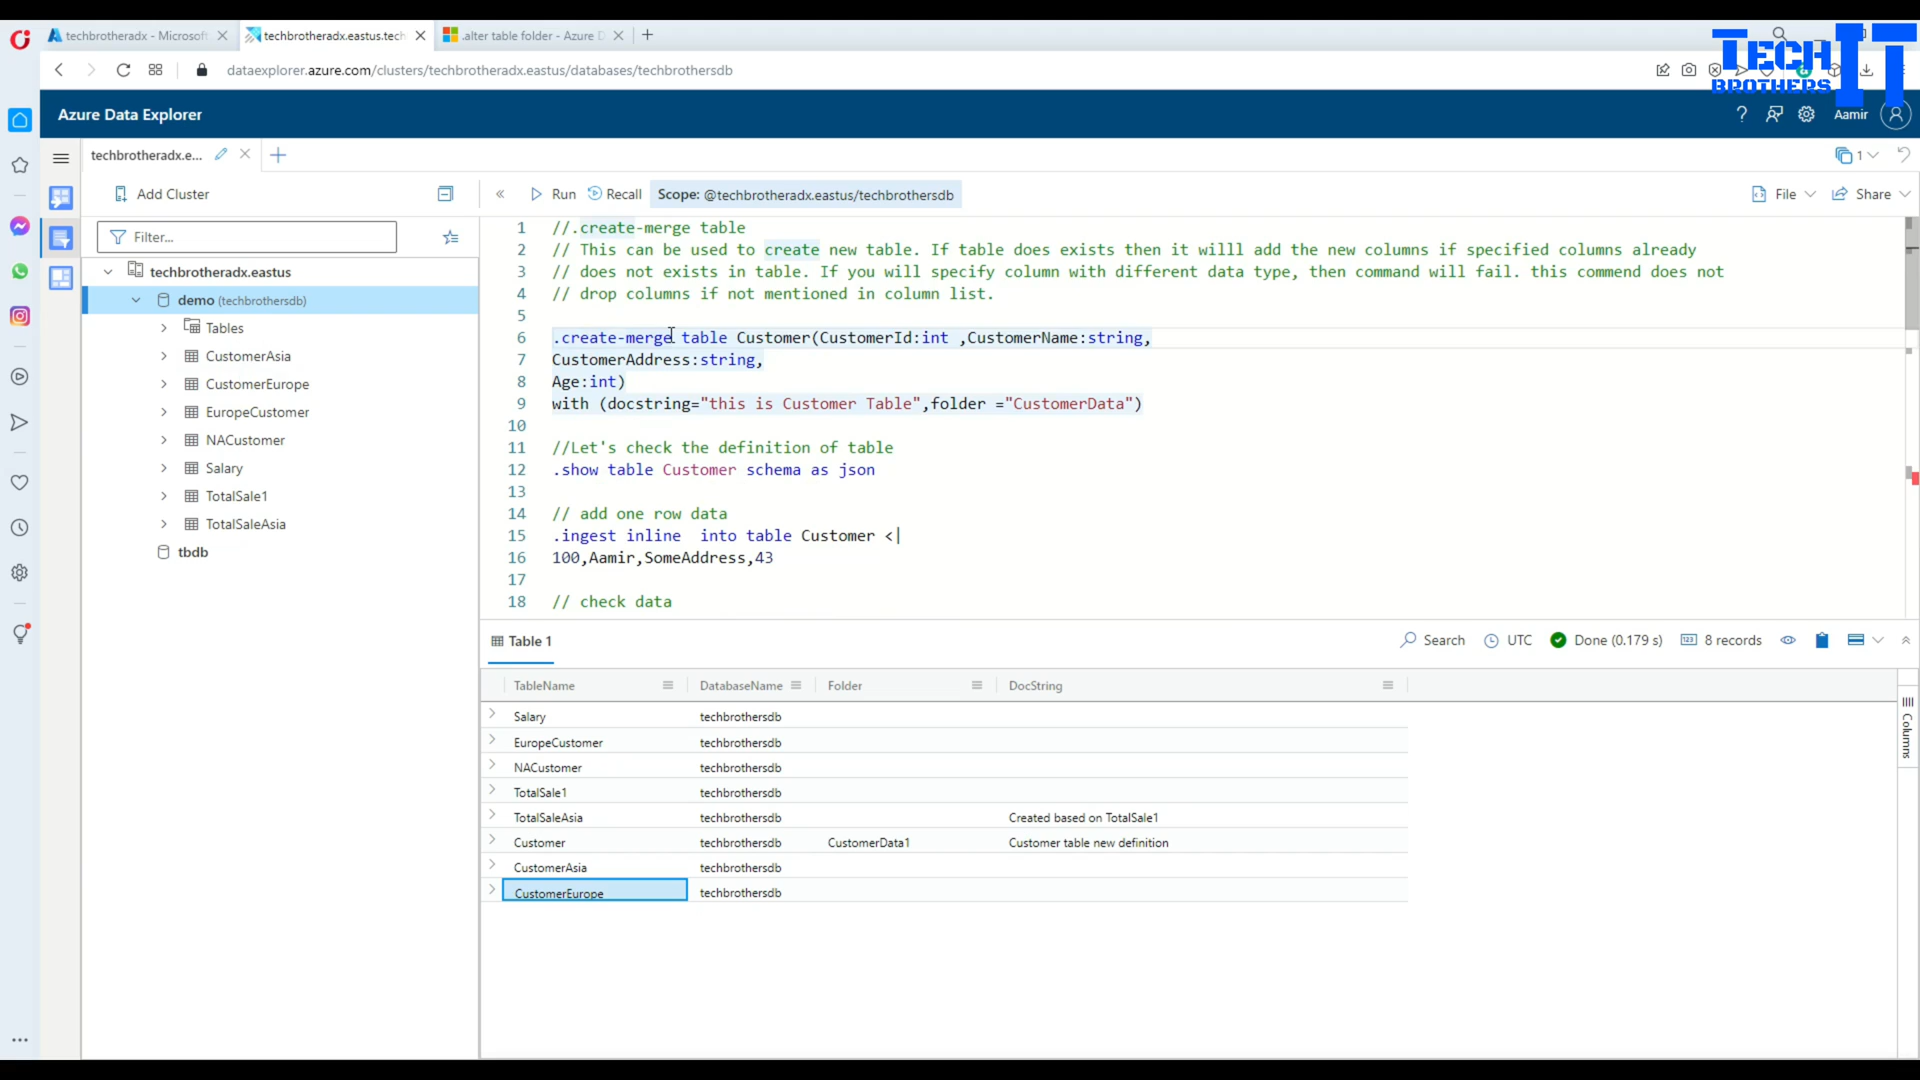 techbrotheradx - Microsoft
techbrotheradx.eastus.tech
.alter table folder - Azure D
TECH IT
BROTHERS
dataexplorer.azure.com/clusters/techbrotheradx.eastus/databases/techbrothersdb
Azure Data Explorer
? Aamir
techbrotheradx.e...
1
Add Cluster
Run Recall Scope: @techbrotheradx.eastus/techbrothersdb
File Share
Filter...
techbrotheradx.eastus
demo (techbrothersdb)
Tables
CustomerAsia
CustomerEurope
EuropeCustomer
NACustomer
Salary
TotalSale1
TotalSaleAsia
tbdb
1 //.create-merge table
2 // This can be used to create new table. If table does exists then it willl add the new columns if specified columns already
3 // does not exists in table. If you will specify column with different data type, then command will fail. this commend does not
4 // drop columns if not mentioned in column list.
5
6 .create-merge table Customer(CustomerId:int ,CustomerName:string,
7 CustomerAddress:string,
8 Age:int)
9 with (docstring="this is Customer Table",folder ="CustomerData")
10
11 //Let's check the definition of table
12 .show table Customer schema as json
13
14 // add one row data
15 .ingest inline  into table Customer <|
16 100,Aamir,SomeAddress,43
17
18 // check data
Table 1
Search UTC Done (0.179 s) 8 records
TableName DatabaseName Folder DocString
Salary techbrothersdb
EuropeCustomer techbrothersdb
NACustomer techbrothersdb
TotalSale1 techbrothersdb
TotalSaleAsia techbrothersdb Created based on TotalSale1
Customer techbrothersdb CustomerData1 Customer table new definition
CustomerAsia techbrothersdb
CustomerEurope techbrothersdb
Columns